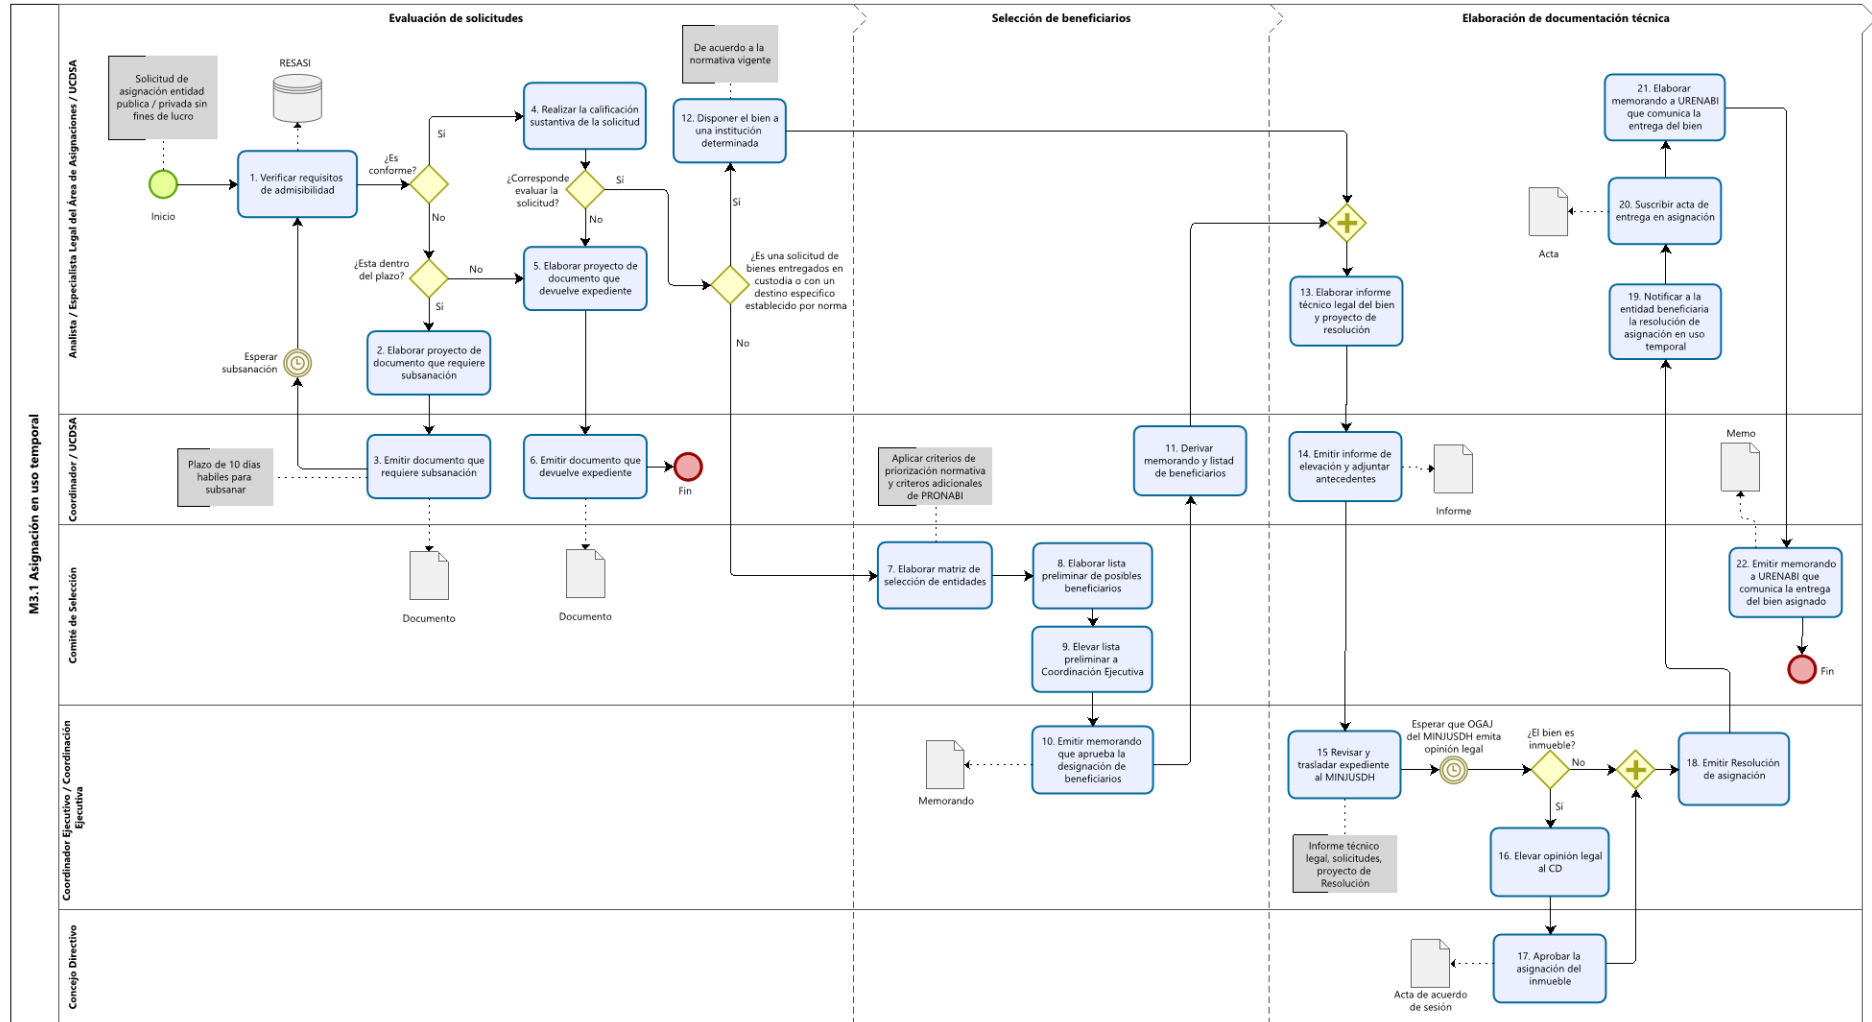 Evaluación de solicitudes
Selección de beneficiarios
Elaboración de documentación técnica
M3.1 Asignación en uso temporal
Analista / Especialista Legal del Área de Asignaciones / UCDSA
Solicitud de
asignación entidad
publica / privada sin
fines de lucro
Inicio
RESASI
1. Verificar requisitos
de admisibilidad
¿Es
conforme?
Sí
No
¿Esta dentro
del plazo?
No
Sí
2. Elaborar proyecto de
documento que requiere
subsanación
Esperar
subsanación
4. Realizar la calificación
sustantiva de la solicitud
¿Corresponde
evaluar la
solicitud?
Sí
No
5. Elaborar proyecto de
documento que
devuelve expediente
De acuerdo a la
normativa vigente
12. Disponer el bien a
una institución
determinada
Sí
¿Es una solicitud de
bienes entregados en
custodia o con un
destino especifico
establecido por norma
No
13. Elaborar informe
técnico legal del bien
y proyecto de
resolución
21. Elaborar
memorando a URENABI
que comunica la
entrega del bien
20. Suscribir acta de
entrega en asignación
Acta
19. Notificar a la
entidad beneficiaria
la resolución de
asignación en uso
temporal
Coordinador / UCDSA
Plazo de 10 días
habiles para
subsanar
3. Emitir documento que
requiere subsanación
6. Emitir documento que
devuelve expediente
Fin
Aplicar criterios de
priorización normativa
y criteros adicionales
de PRONABI
11. Derivar
memorando y listad
de beneficiarios
14. Emitir informe de
elevación y adjuntar
antecedentes
Informe
Memo
Comité de Selección
Documento
Documento
7. Elaborar matriz de
selección de entidades
8. Elaborar lista
preliminar de posibles
beneficiarios
9. Elevar lista
preliminar a
Coordinación Ejecutiva
22. Emitir memorando
a URENABI que
comunica la entrega
del bien asignado
Fin
Coordinador Ejecutivo / Coordinación
Ejecutiva
10. Emitir memorando
que aprueba la
designación de
beneficiarios
Memorando
15 Revisar y
trasladar expediente
al MINJUSDH
Esperar que OGAJ
del MINJUSDH emita
opinión legal
¿El bien es
inmueble?
No
Sí
18. Emitir Resolución
de asignación
Informe técnico
legal, solicitudes,
proyecto de
Resolución
16. Elevar opinión legal
al CD
Concejo Directivo
17. Aprobar la
asignación del
inmueble
Acta de acuerdo
de sesión